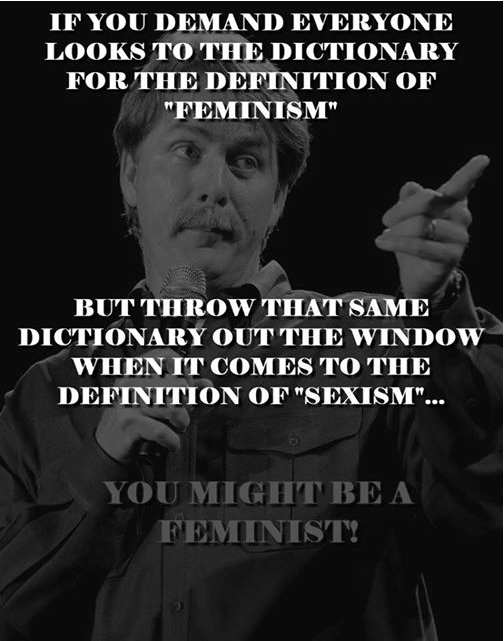 IF YOU DEMAND EVERYONE
LOOKS TO THE DICTIONARY
FOR THE DEFINITION OF
"FEMINISM"
BUT THROW THAT SAME
DICTIONARY OUT THE WINDOW
WHEN IT COMES TO THE
DEFINITION OF "SEXISM"...
YOU MIGHT BE A
FEMINIST!